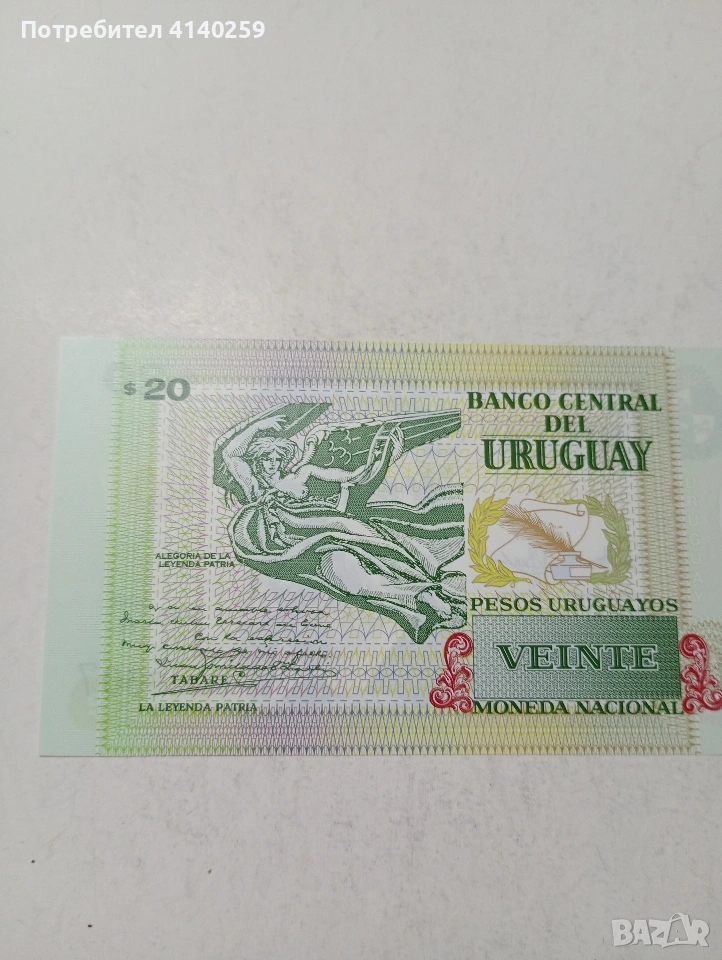 Потребител 4140259
$ 20
BANCO CENTRAL
DEL
URUGUAY
ALEGORIA DE LA
LEYENDA PATRIA
PESOS URUGUAYOS
VEINTE
TABARE
LA LEYENDA PATRIA
MONEDA NACIONAL
BAZAR